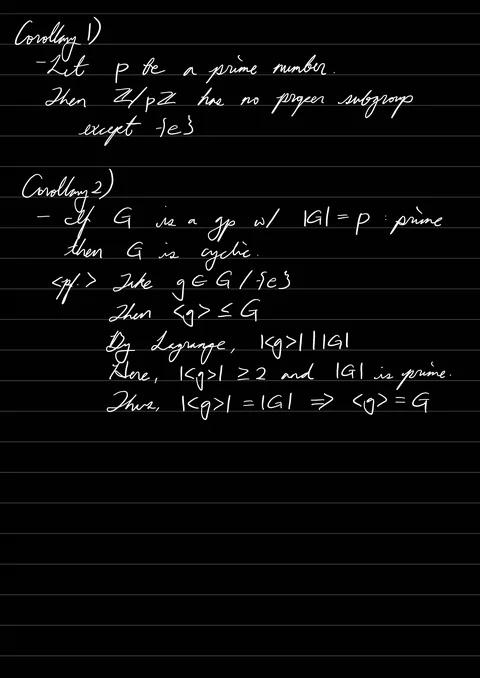 Corollary 1)
- Let p be a prime number.
Then ℤ/pℤ has no proper subgroup
except {e}
Corollary 2)
- If G is a gp w/ |G| = p : prime
then G is cyclic.
<pf.> Take g ∈ G / {e}
Then <g> ≤ G
By Lagrange, |<g>| | |G|
Here, |<g>| ≥ 2 and |G| is prime.
Thus, |<g>| = |G| ⇒ <g> = G